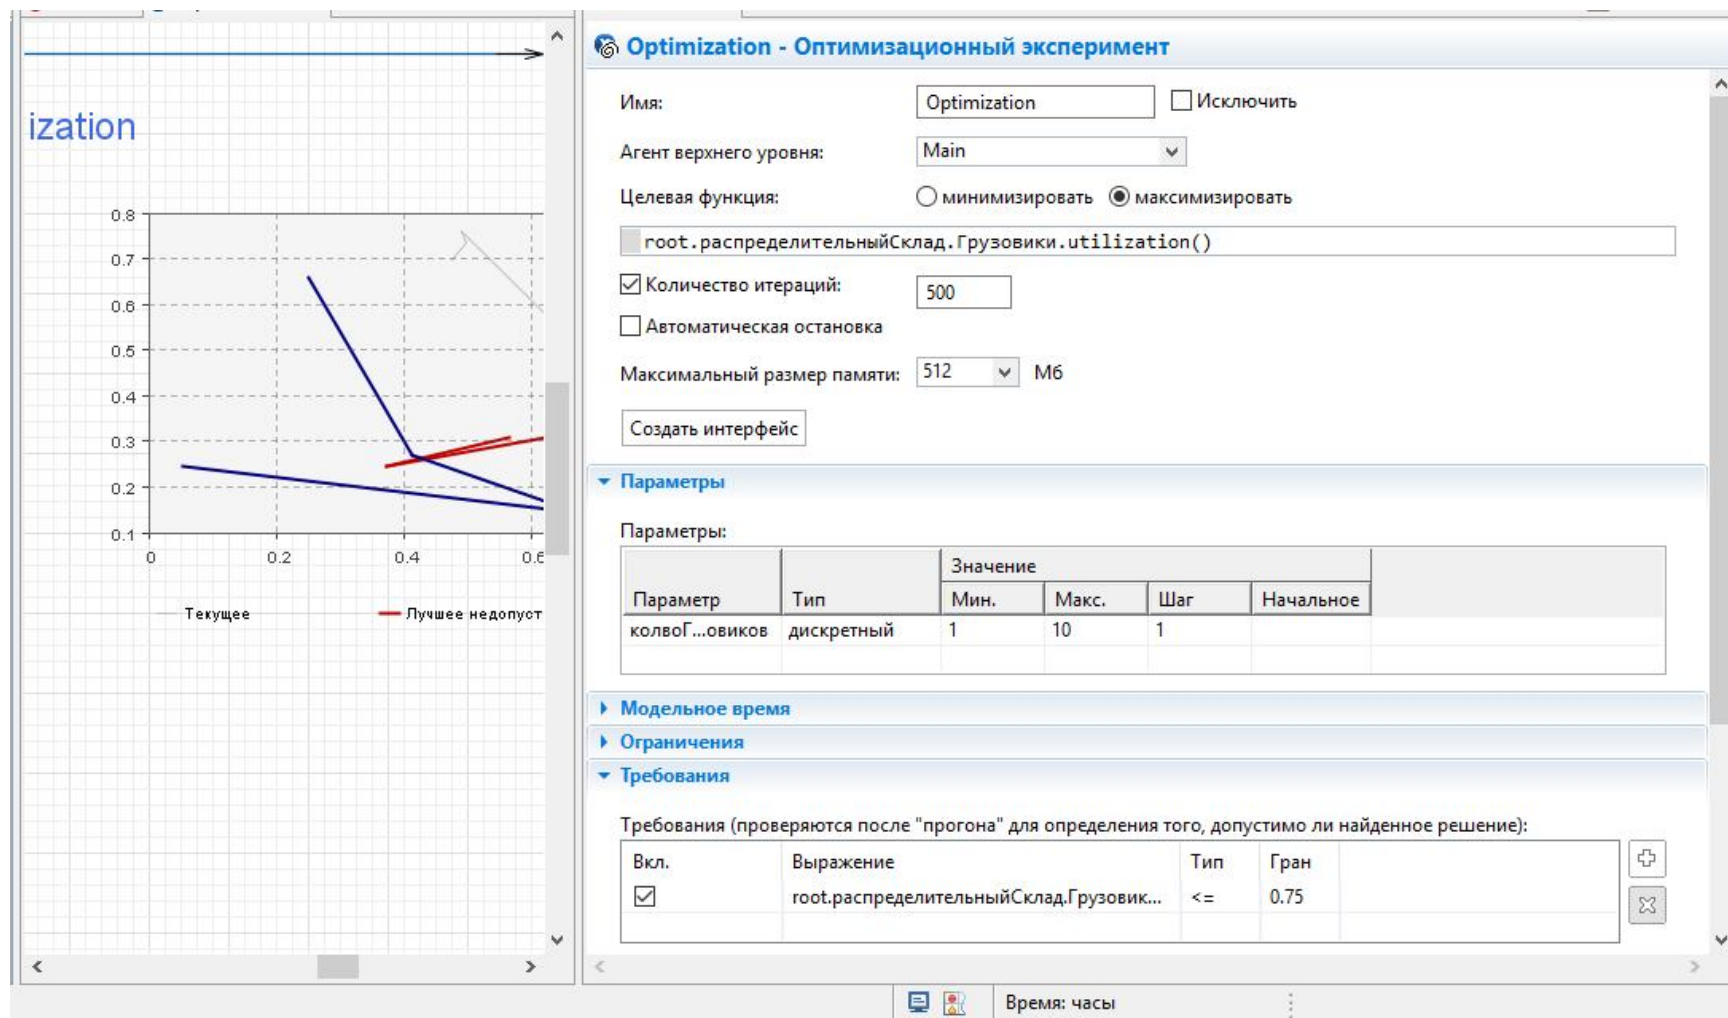 ization
0.8
0.7
0.6
0.5
0.4
0.3
0.2
0.1
0 0.2 0.4
Текущее Лучшее недопуст
Optimization - Оптимизационный эксперимент
Имя: Optimization Исключить
Агент верхнего уровня: Main
Целевая функция: минимизировать максимизировать
root.распределительныйСклад.Грузовики.utilization()
Количество итераций: 500
Автоматическая остановка
Максимальный размер памяти: 512 Мб
Создать интерфейс
Параметры
Параметры:
Значение
Параметр Тип Мин. Макс. Шаг Начальное
колвоГ...овиков дискретный 1 10 1
Модельное время
Ограничения
Требования
Требования (проверяются после "прогона" для определения того, допустимо ли найденное решение):
Вкл. Выражение Тип Гран
root.распределительныйСклад.Грузовик... <= 0.75
Время: часы